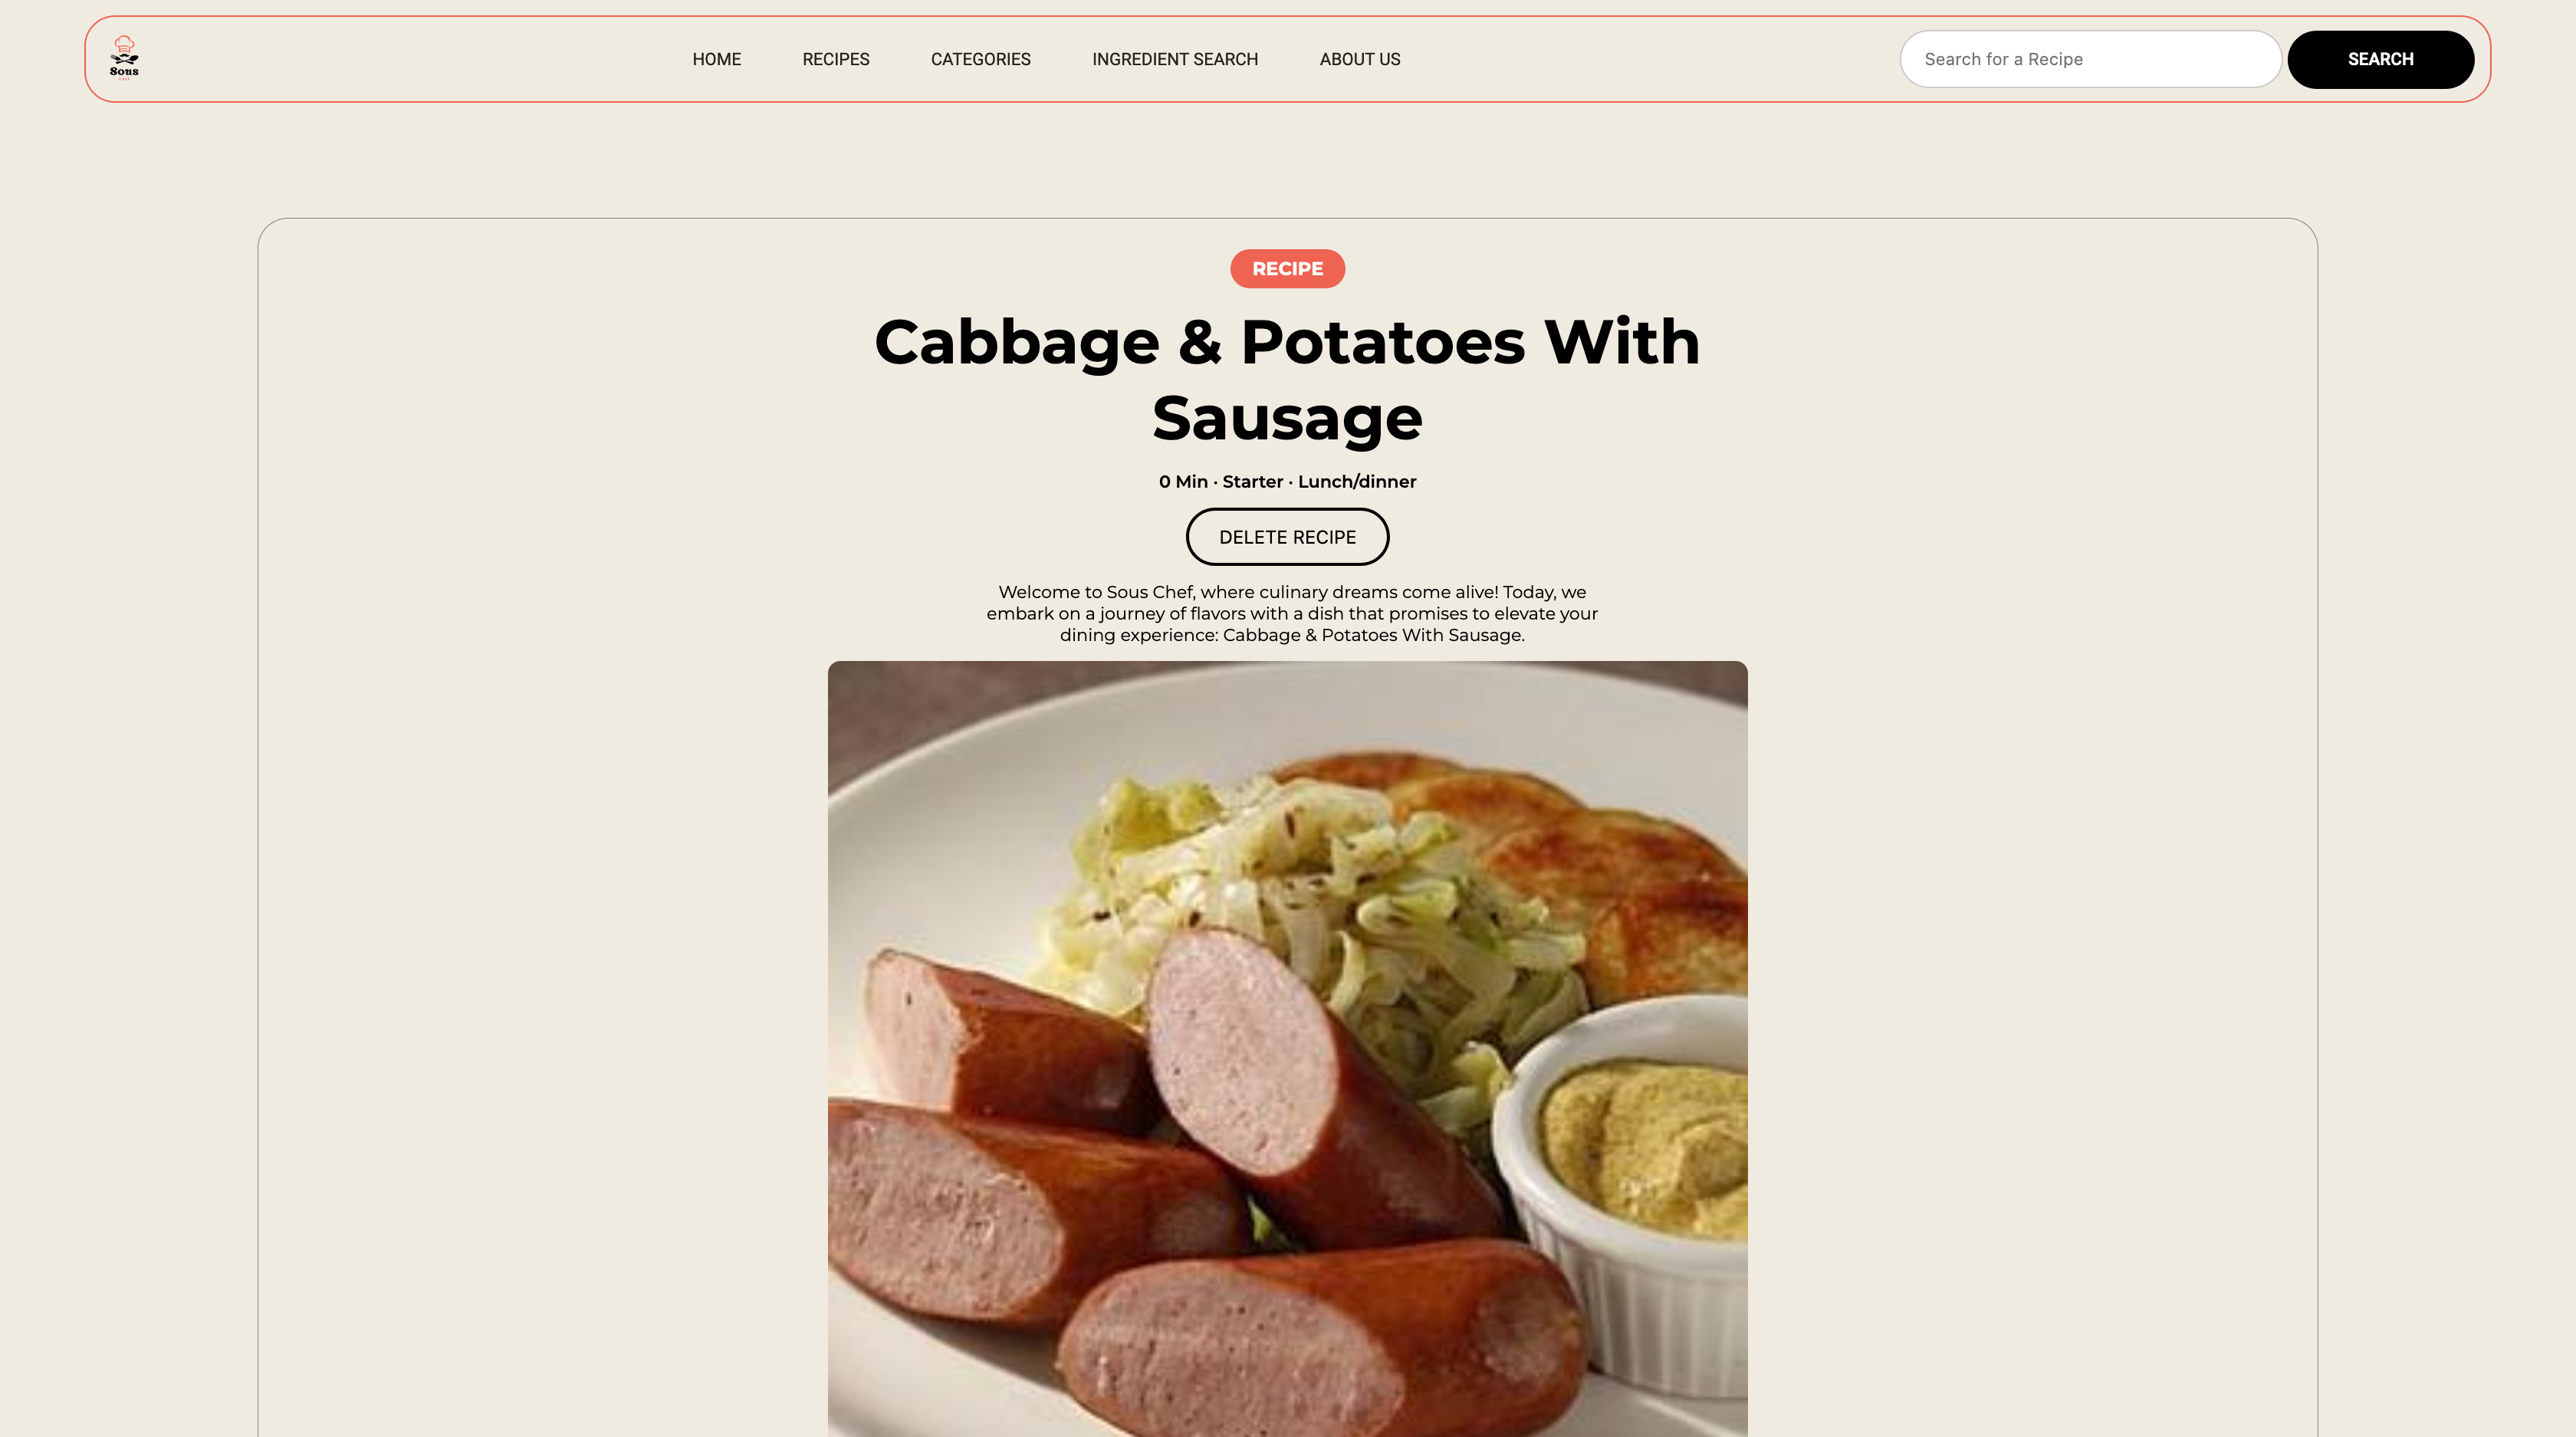 Sous
CHEF
HOME
RECIPES
CATEGORIES
INGREDIENT SEARCH
ABOUT US
Search for a Recipe
SEARCH
RECIPE
Cabbage & Potatoes With
Sausage
0 Min · Starter · Lunch/dinner
DELETE RECIPE
Welcome to Sous Chef, where culinary dreams come alive! Today, we
embark on a journey of flavors with a dish that promises to elevate your
dining experience: Cabbage & Potatoes With Sausage.